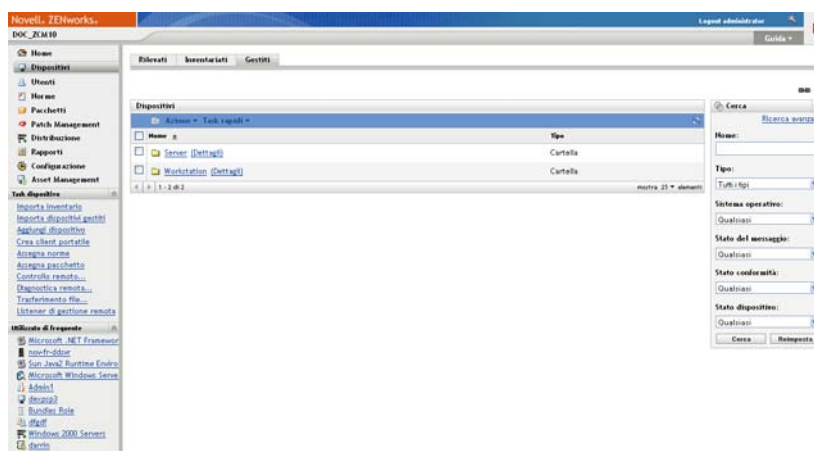 Novell. ZENworks.
Logout administrator
DOC_ZCM10
Guida
Home
Dispositivi
Utenti
Norme
Pacchetti
Patch Management
Distribuzione
Rapporti
Configurazione
Asset Management
Task dispositivo
Importa inventario
Importa dispositivi gestiti
Aggiungi dispositivo
Crea client portatile
Assegna norme
Assegna pacchetto
Controllo remoto...
Diagnostica remota...
Trasferimento file...
Listener di gestione remota
Utilizzato di frequente
Microsoft .NET Framewor
novfr-ddswr
Sun Java2 Runtime Enviro
Microsoft Windows Serve
Admin1
devpsp3
Bundles Role
dfgdf
Windows 2000 Servers
darrin
Rilevati Inventariati Gestiti
Dispositivi
Azione Task rapidi
Nome Tipo
Server (Dettagli) Cartella
Workstation (Dettagli) Cartella
1 - 2 di 2 mostra 25 elementi
Cerca
Ricerca avanza
Nome:
Tipo:
Tutti i tipi
Sistema operativo:
Qualsiasi
Stato del messaggio:
Qualsiasi
Stato conformità:
Qualsiasi
Stato dispositivo:
Qualsiasi
Cerca Reimposta